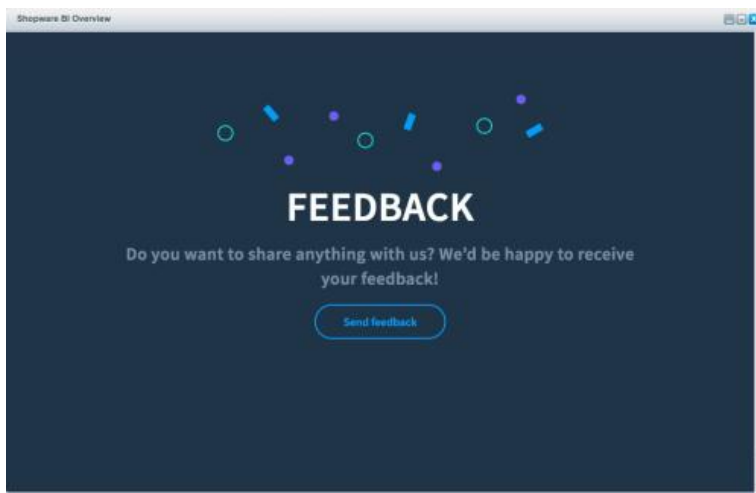 Shopware BI Overview
FEEDBACK
Do you want to share anything with us? We'd be happy to receive
your feedback!
Send feedback